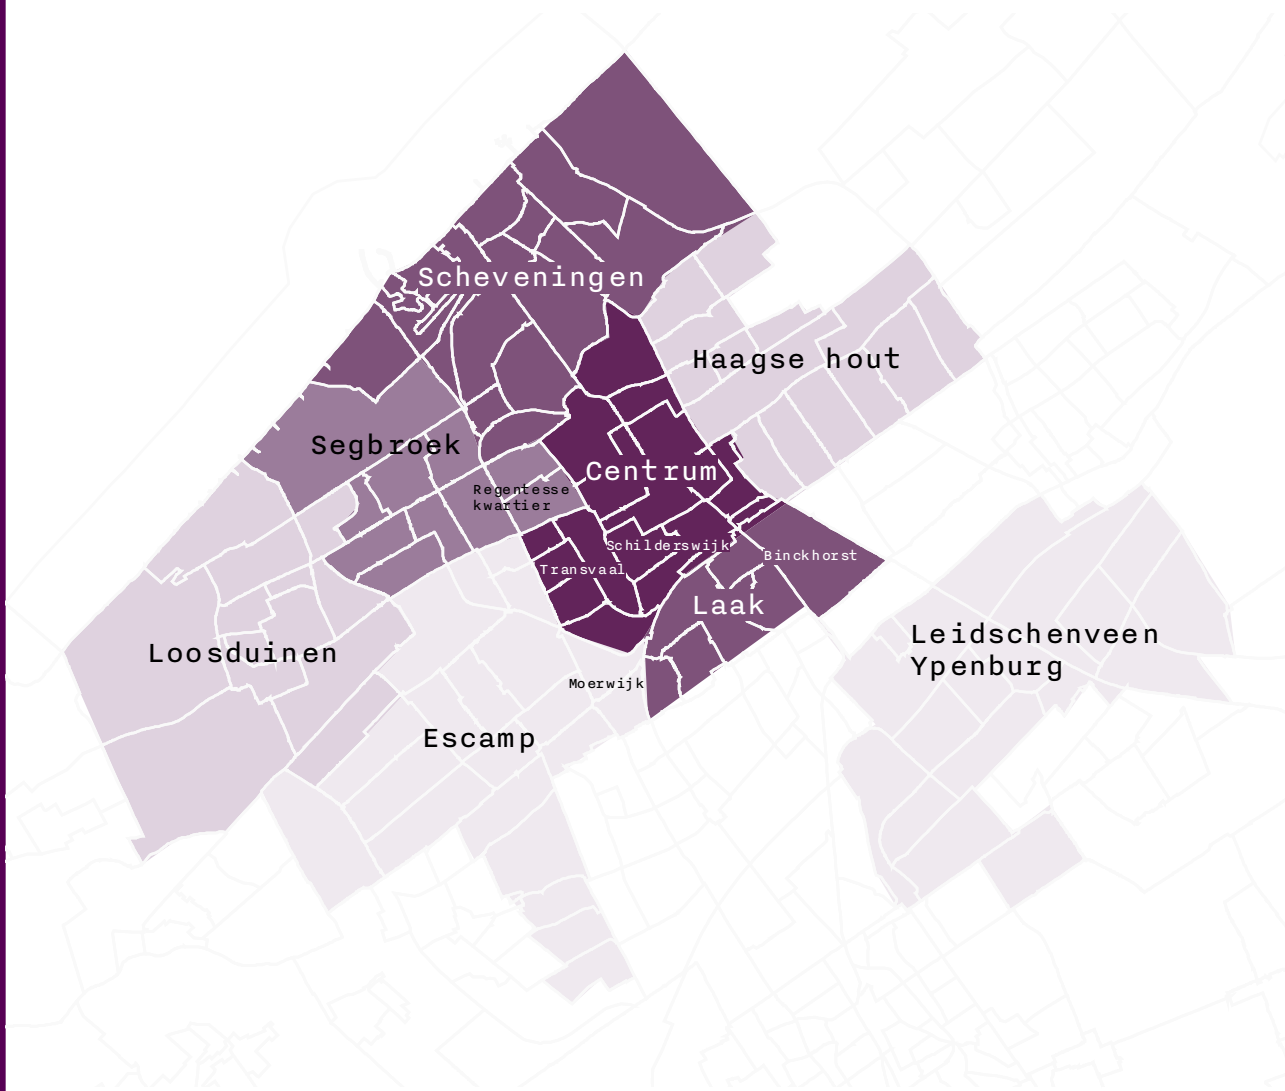 Scheveningen
Haagse hout
Segbroek
Centrum
Regentesse
kwartier
Schilderswijk
Binckhorst
Transvaal
Laak
Leidschenveen
Ypenburg
Loosduinen
Moerwijk
Escamp